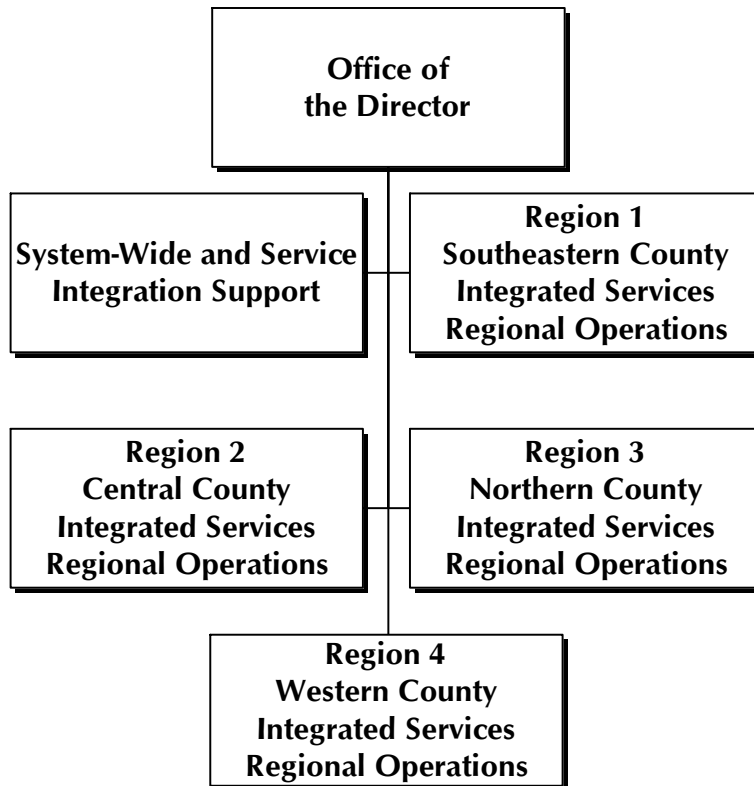 Office of
the Director
System-Wide and Service
Integration Support
Region 1
Southeastern County
Integrated Services
Regional Operations
Region 2
Central County
Integrated Services
Regional Operations
Region 3
Northern County
Integrated Services
Regional Operations
Region 4
Western County
Integrated Services
Regional Operations